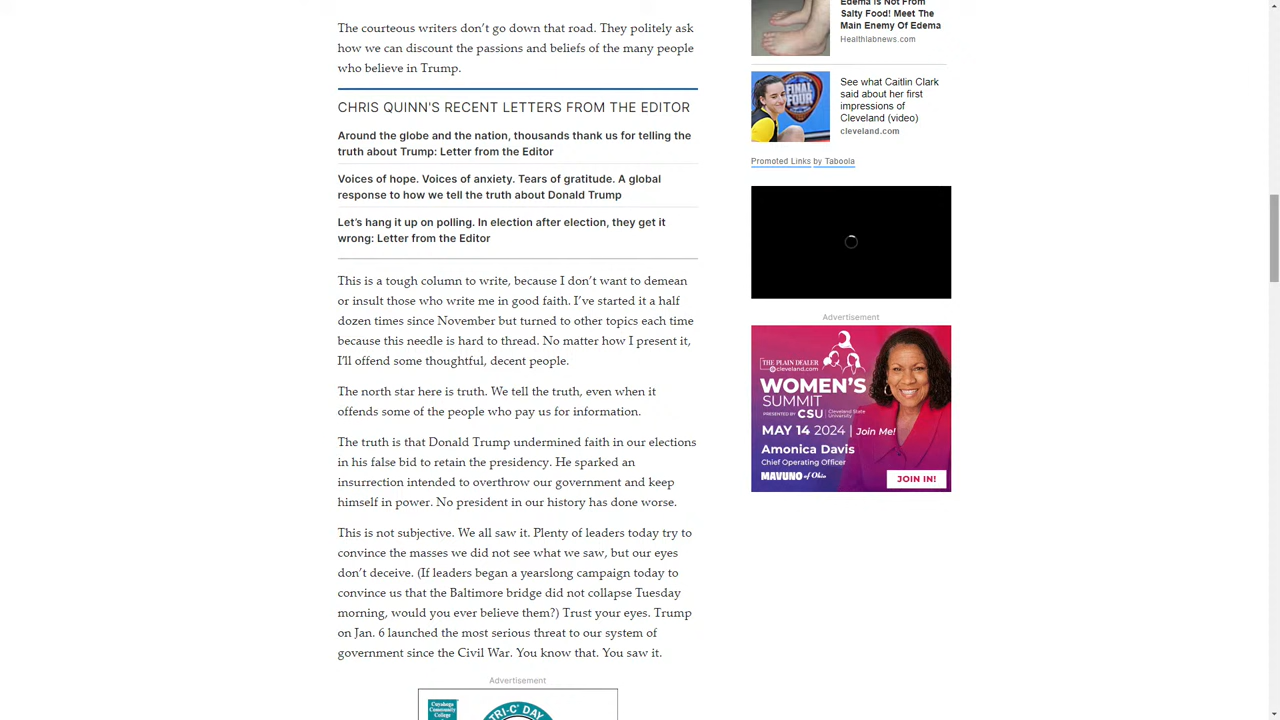 The courteous writers don't go down that road. They politely ask
how we can discount the passions and beliefs of the many people
who believe in Trump.
CHRIS QUINN'S RECENT LETTERS FROM THE EDITOR
Around the globe and the nation, thousands thank us for telling the
truth about Trump: Letter from the Editor
Voices of hope. Voices of anxiety. Tears of gratitude. A global
response to how we tell the truth about Donald Trump
Let's hang it up on polling. In election after election, they get it
wrong: Letter from the Editor
This is a tough column to write, because I don't want to demean
or insult those who write me in good faith. I've started it a half
dozen times since November but turned to other topics each time
because this needle is hard to thread. No matter how I present it,
I'll offend some thoughtful, decent people.
The north star here is truth. We tell the truth, even when it
offends some of the people who pay us for information.
The truth is that Donald Trump undermined faith in our elections
in his false bid to retain the presidency. He sparked an
insurrection intended to overthrow our government and keep
himself in power. No president in our history has done worse.
This is not subjective. We all saw it. Plenty of leaders today try to
convince the masses we did not see what we saw, but our eyes
don't deceive. (If leaders began a yearslong campaign today to
convince us that the Baltimore bridge did not collapse Tuesday
morning, would you ever believe them?) Trust your eyes. Trump
on Jan. 6 launched the most serious threat to our system of
government since the Civil War. You know that. You saw it.
Advertisement
Cuyahoga
Community
College
TRI-C DAY
Edema Is Not From
Salty Food! Meet The
Main Enemy Of Edema
Healthlabnews.com
FINAL
FOUR
See what Caitlin Clark
said about her first
impressions of
Cleveland (video)
cleveland.com
Promoted Links by Taboola
Advertisement
THE PLAIN DEALER
cleveland.com
WOMEN'S
SUMMIT
PRESENTED BY CSU Cleveland State
University
MAY 14 2024 | Join Me!
Amonica Davis
Chief Operating Officer
MAVUNO of Ohio
JOIN IN!